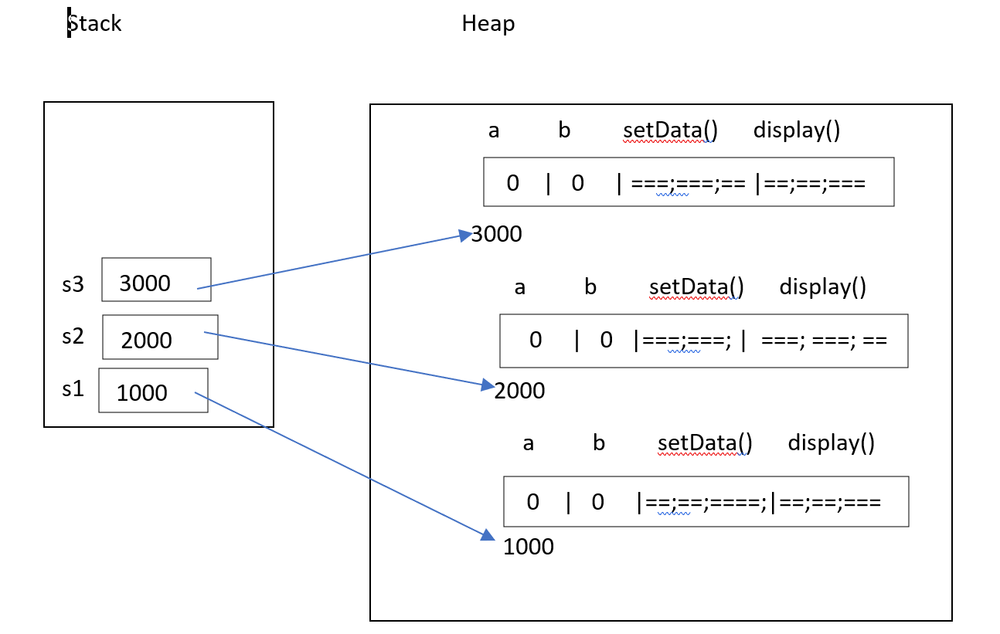 Stack Heap
a b setData() display()
0 | 0 | ===;===;== |==;==;===
3000
s3 3000
a b setData() display()
s2 2000
0 | 0 |===;===; | ===; ===; ==
s1 1000
2000
a b setData() display()
0 | 0 |==;==;====;|==;==;===
1000